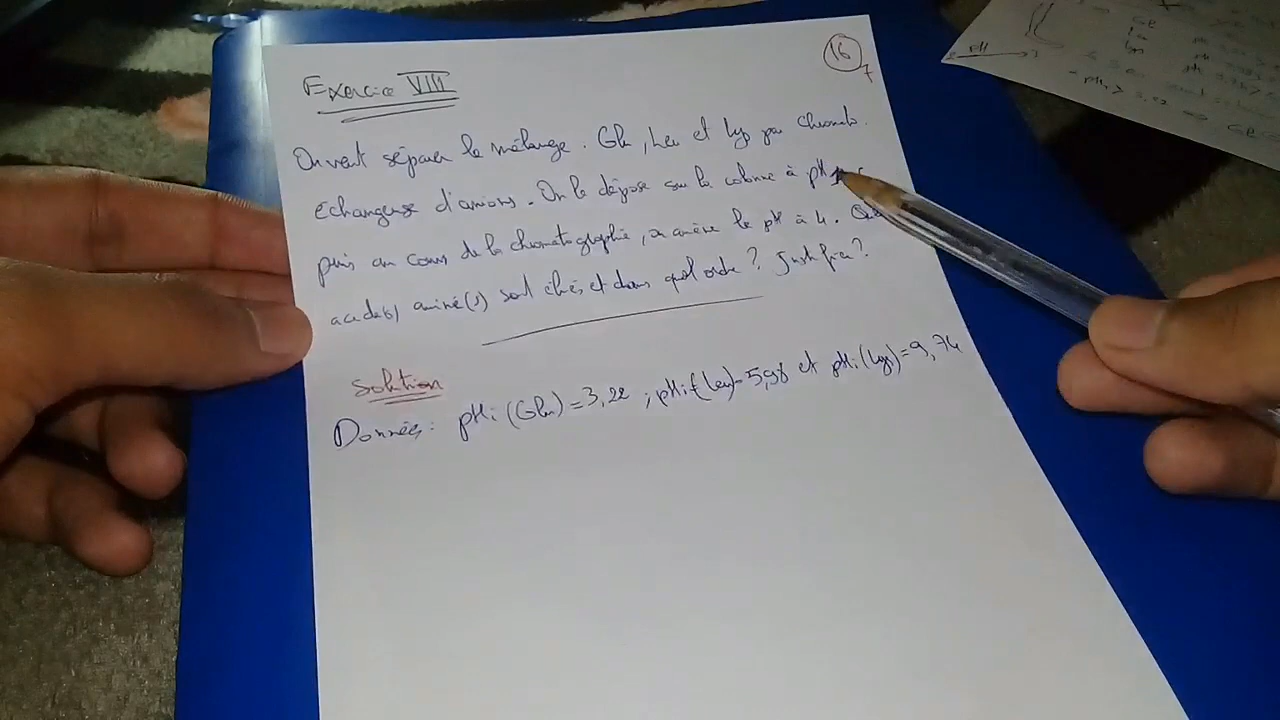 Exercice VIII
16
7
On veut séparer le mélange. Glu, Leu et Lys par Chromato.
échangeuse d'anions. On le dépose sur la colonne à pH
puis au cours de la chromatographie, on amène le pH à 4.
acide(s) aminé(s) sont élués et dans quel ordre ? Justifier ?
Solution
Données : pHi (Glu) = 3,22 ; pHi (Leu) = 5,98 et pHi (Lys) = 9,74
pH